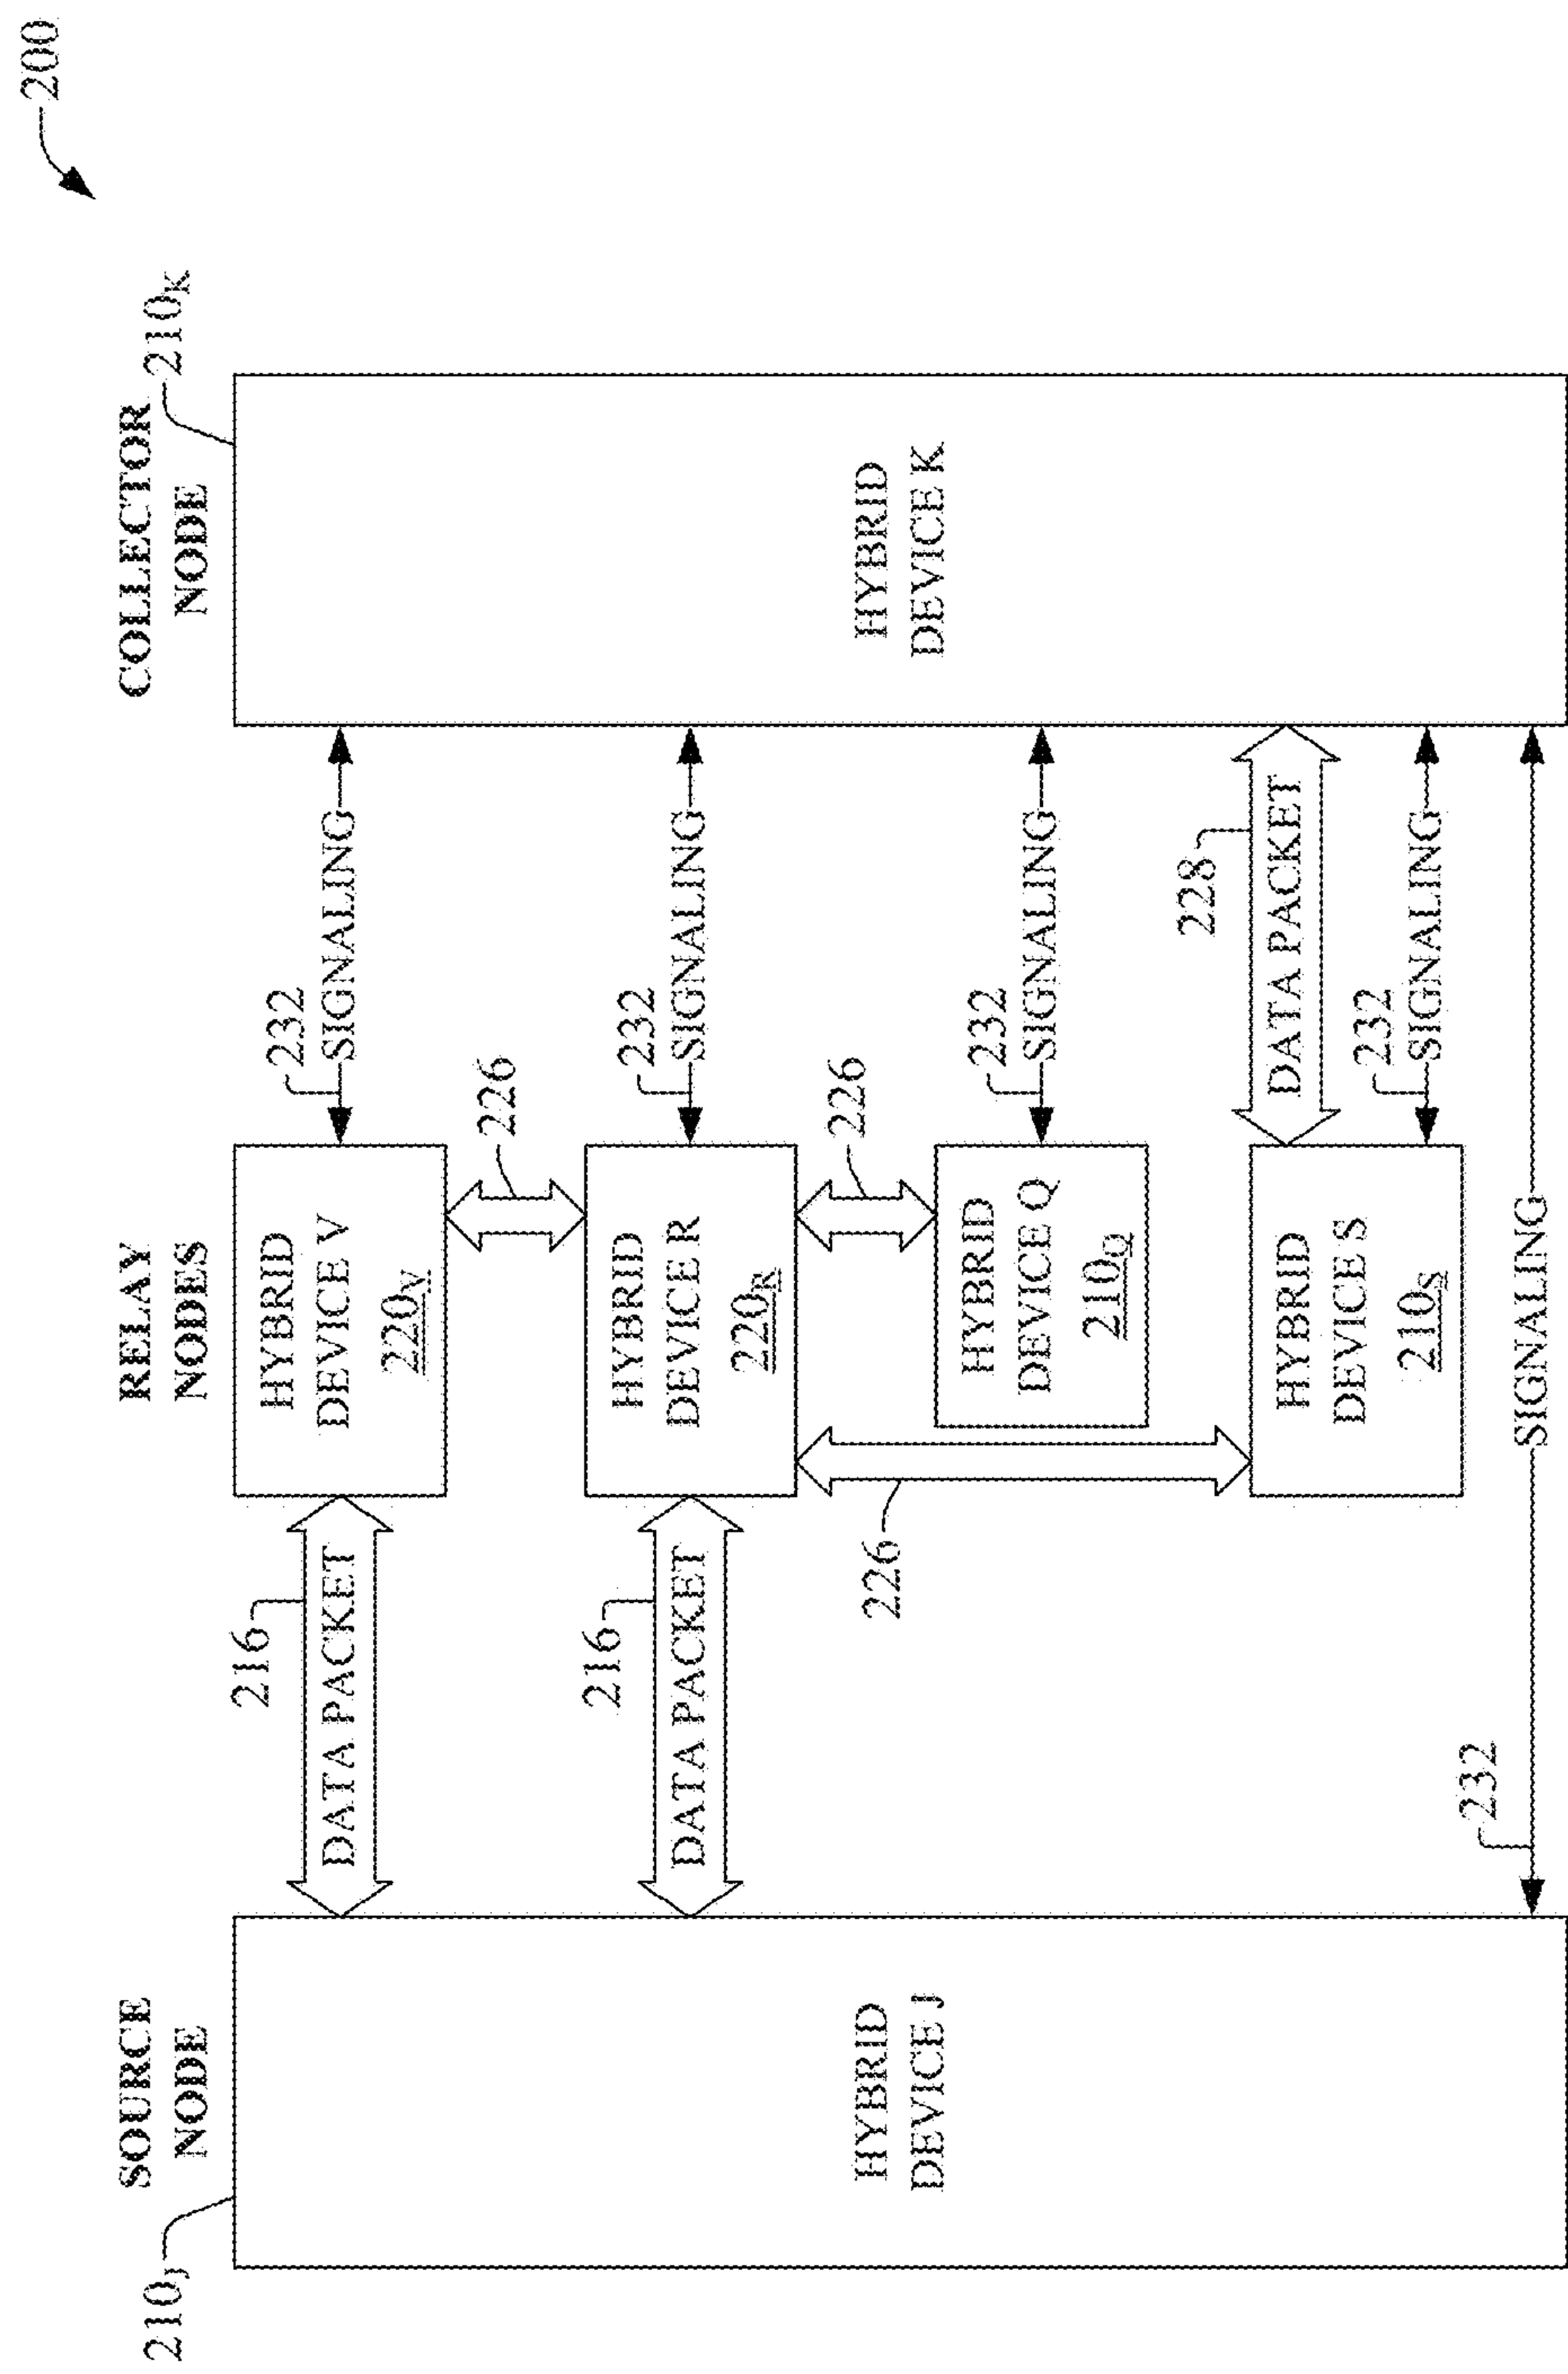 200
SOURCE
NODE
RELAY
NODES
COLLECTOR
NODE
210J
210K
HYBRID
DEVICE J
216
DATA PACKET
HYBRID
DEVICE V
220V
232
SIGNALING
226
216
DATA PACKET
HYBRID
DEVICE R
220R
232
SIGNALING
226
226
HYBRID
DEVICE Q
210Q
232
SIGNALING
HYBRID
DEVICE K
228
DATA PACKET
HYBRID
DEVICE S
210S
232
SIGNALING
232
SIGNALING